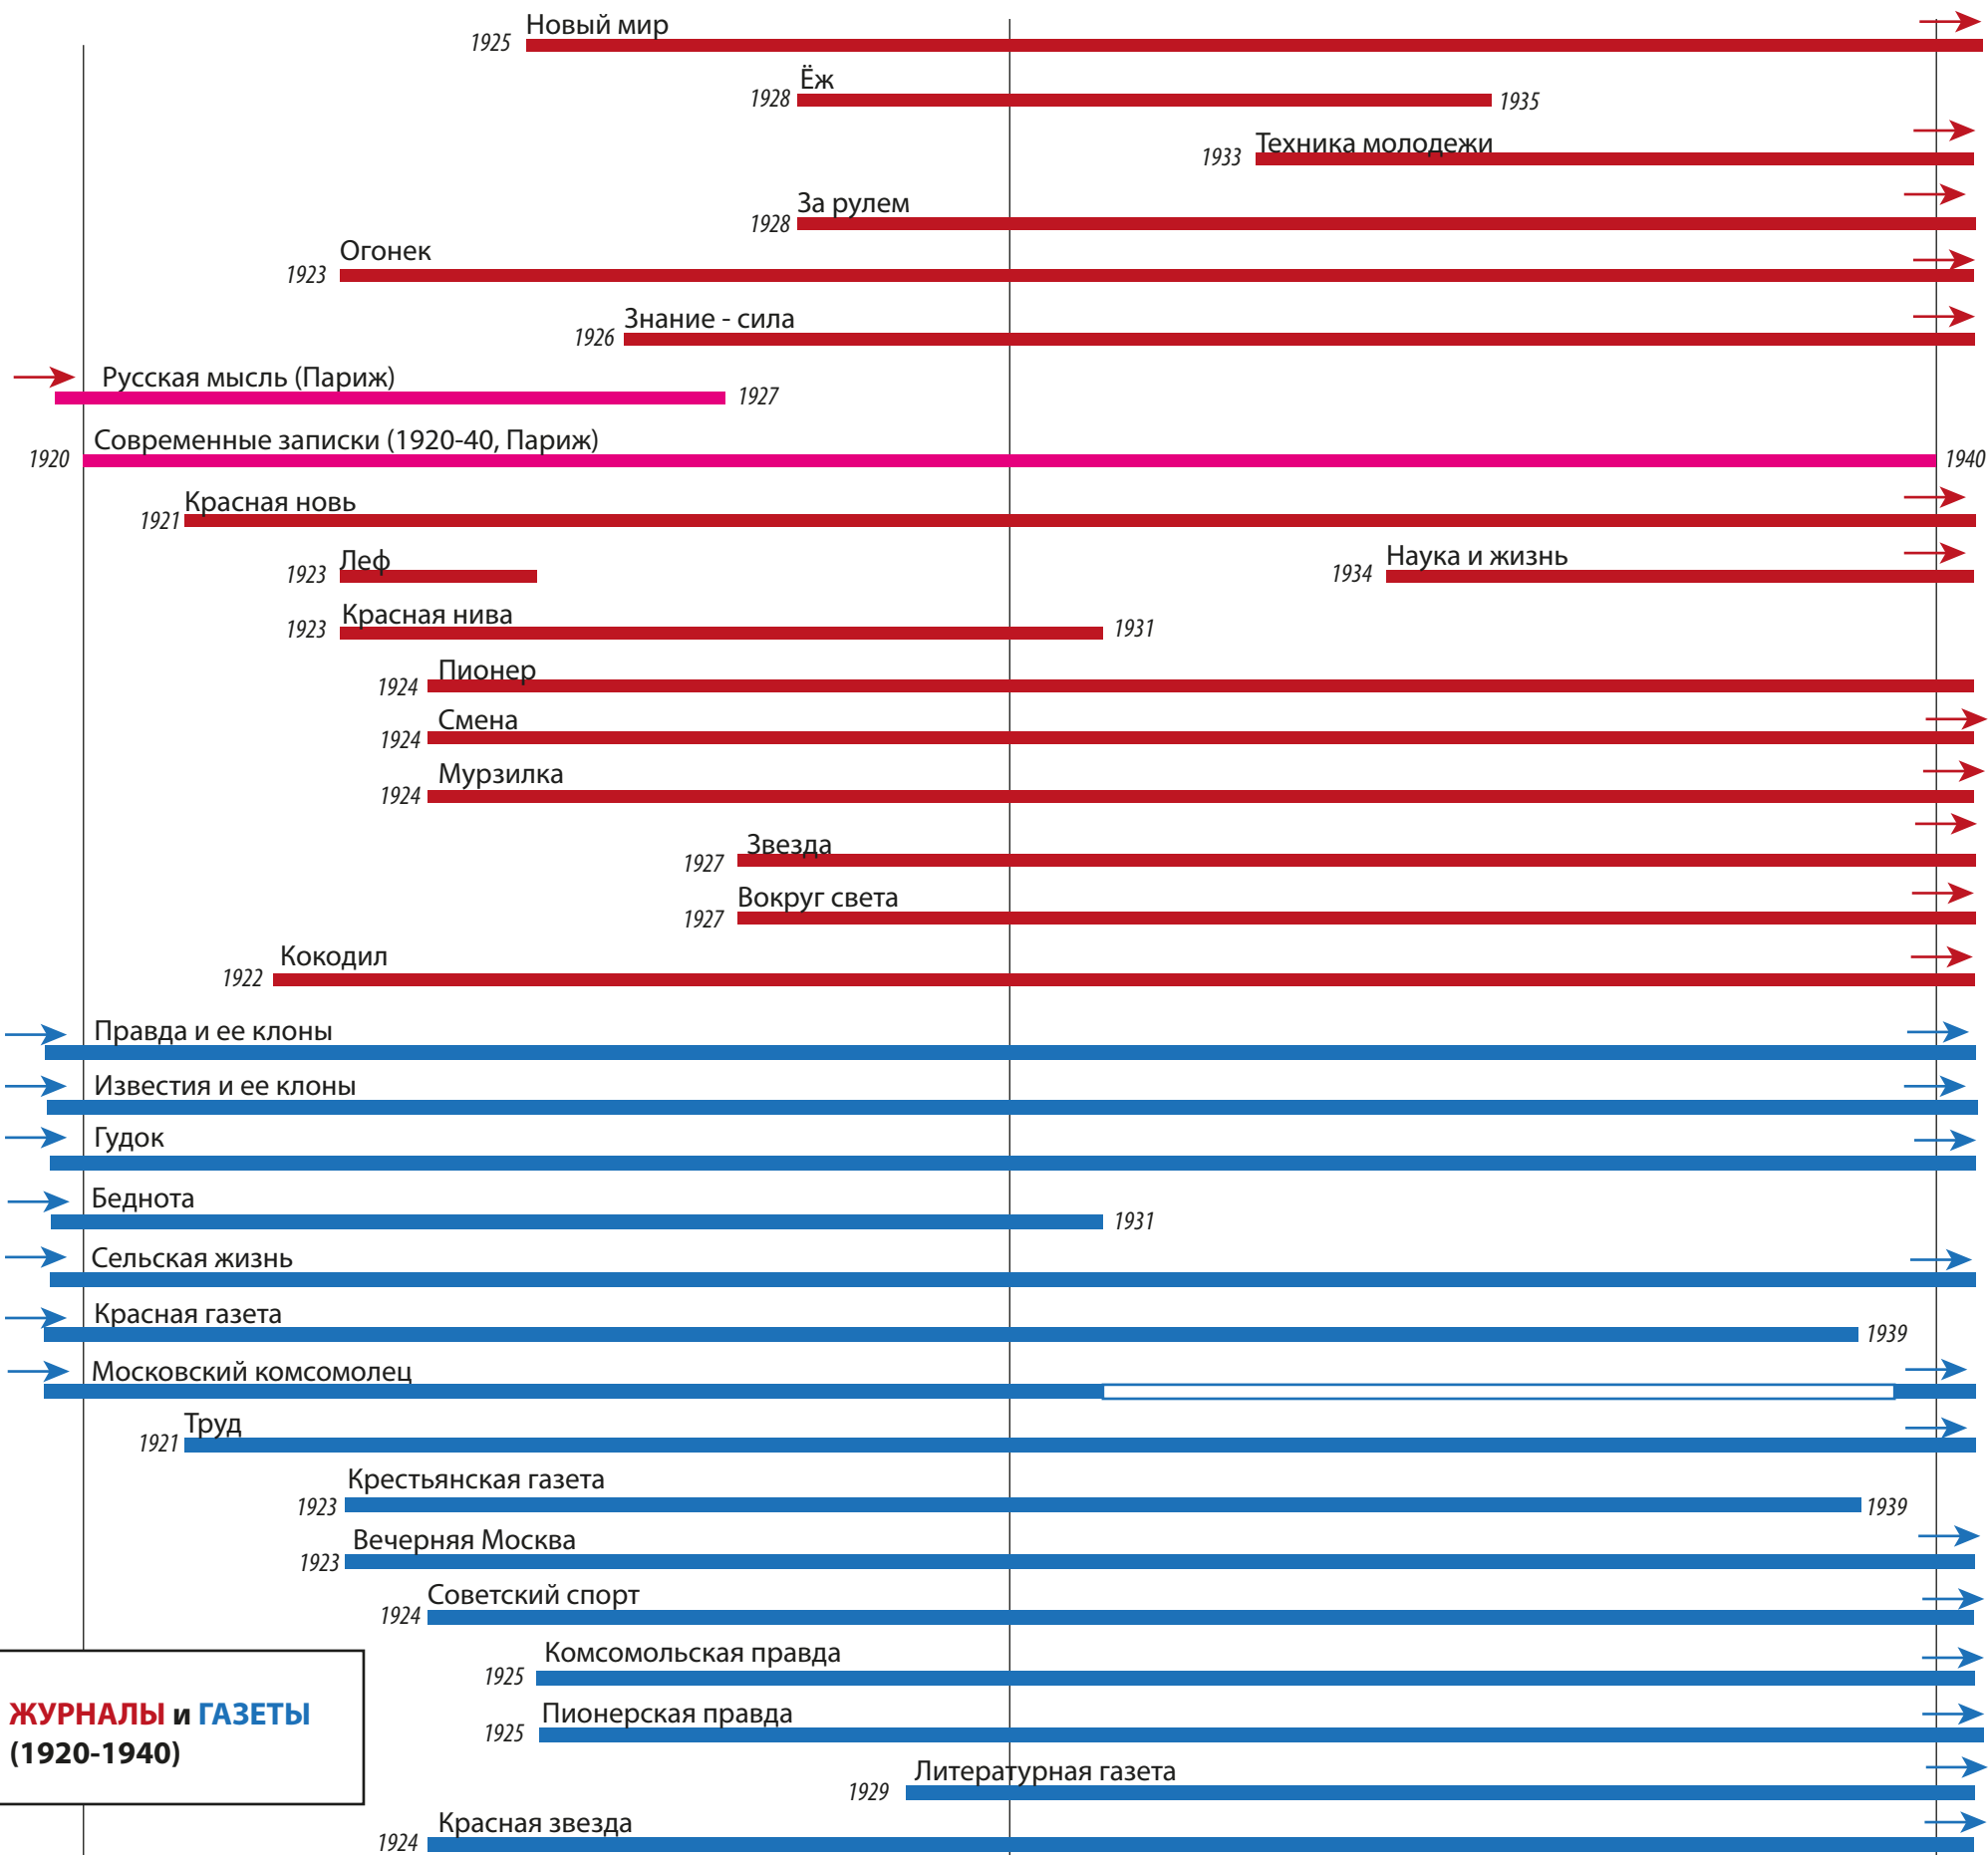 Новый мир
1925
Ёж
1928
1935
Техника молодежи
1933
За рулем
1928
Огонек
1923
Знание - сила
1926
Русская мысль (Париж)
1927
Современные записки (1920-40, Париж)
1920
1940
Красная новь
1921
Леф
1923
Наука и жизнь
1934
Красная нива
1923
1931
Пионер
1924
Смена
1924
Мурзилка
1924
Звезда
1927
Вокруг света
1927
Кокодил
1922
Правда и ее клоны
Известия и ее клоны
Гудок
Беднота
1931
Сельская жизнь
Красная газета
1939
Московский комсомолец
Труд
1921
Крестьянская газета
1923
1939
Вечерняя Москва
1923
Советский спорт
1924
Комсомольская правда
1925
Пионерская правда
1925
Литературная газета
1929
Красная звезда
1924
ЖУРНАЛЫ и ГАЗЕТЫ
(1920-1940)